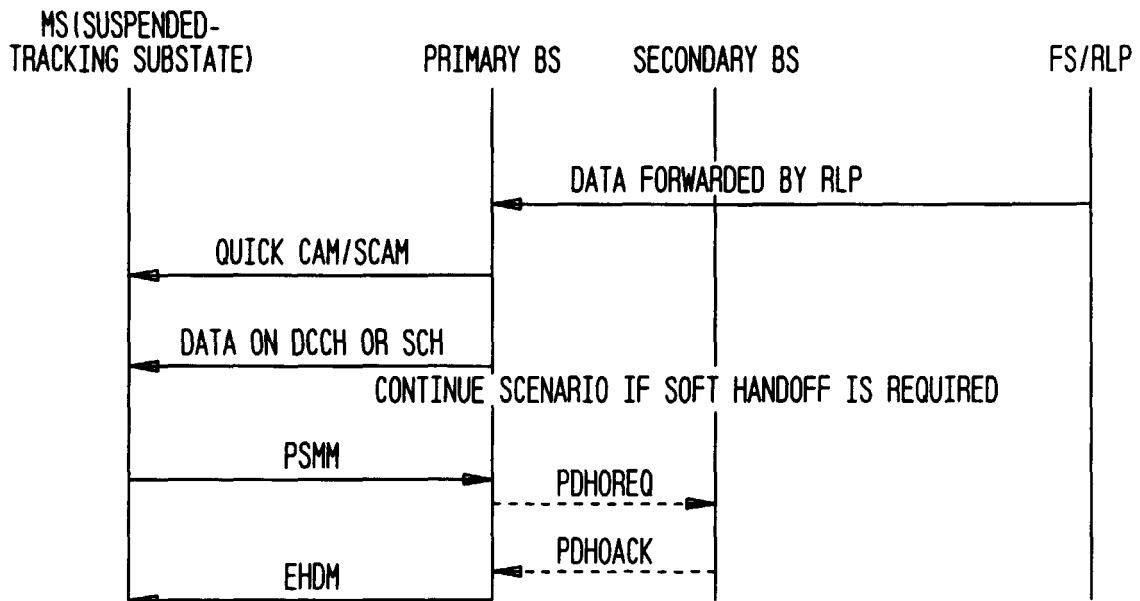 MS(SUSPENDED-
TRACKING SUBSTATE)
PRIMARY BS
SECONDARY BS
FS/RLP
DATA FORWARDED BY RLP
QUICK CAM/SCAM
DATA ON DCCH OR SCH
CONTINUE SCENARIO IF SOFT HANDOFF IS REQUIRED
PSMM
PDHOREQ
PDHOACK
EHDM